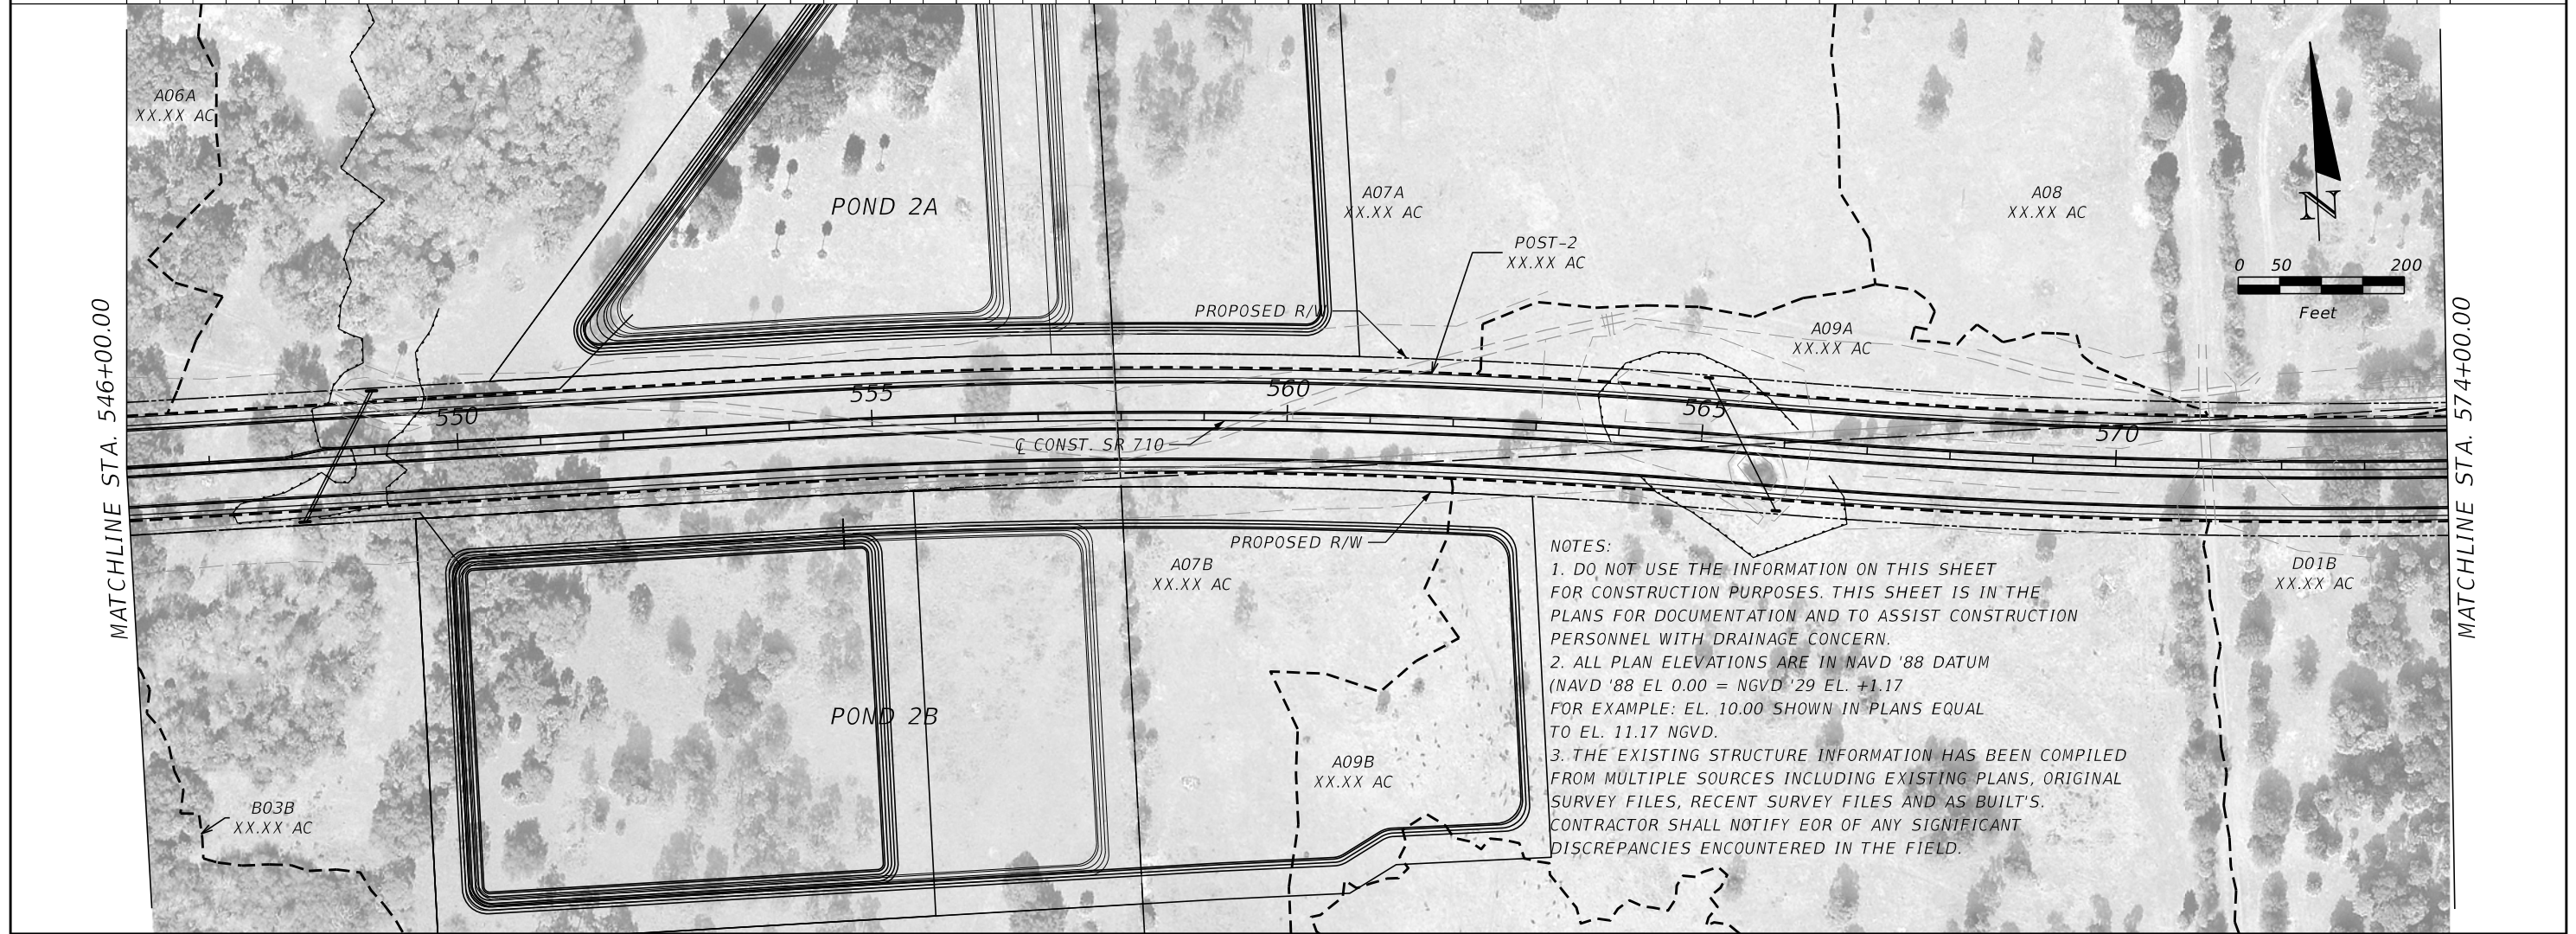 A06A
XX.XX AC
POND 2A
A07A
XX.XX AC
A08
XX.XX AC
N
POST-2
XX.XX AC
0 50 200
Feet
PROPOSED R/W
A09A
XX.XX AC
MATCHLINE STA. 546+00.00
MATCHLINE STA. 574+00.00
550
555
560
565
570
℄ CONST. SR 710
PROPOSED R/W
A07B
XX.XX AC
D01B
XX.XX AC
POND 2B
A09B
XX.XX AC
B03B
XX.XX AC
NOTES:
1. DO NOT USE THE INFORMATION ON THIS SHEET
FOR CONSTRUCTION PURPOSES. THIS SHEET IS IN THE
PLANS FOR DOCUMENTATION AND TO ASSIST CONSTRUCTION
PERSONNEL WITH DRAINAGE CONCERN.
2. ALL PLAN ELEVATIONS ARE IN NAVD '88 DATUM
(NAVD '88 EL 0.00 = NGVD '29 EL. +1.17
FOR EXAMPLE: EL. 10.00 SHOWN IN PLANS EQUAL
TO EL. 11.17 NGVD.
3. THE EXISTING STRUCTURE INFORMATION HAS BEEN COMPILED
FROM MULTIPLE SOURCES INCLUDING EXISTING PLANS, ORIGINAL
SURVEY FILES, RECENT SURVEY FILES AND AS BUILT'S.
CONTRACTOR SHALL NOTIFY EOR OF ANY SIGNIFICANT
DISCREPANCIES ENCOUNTERED IN THE FIELD.